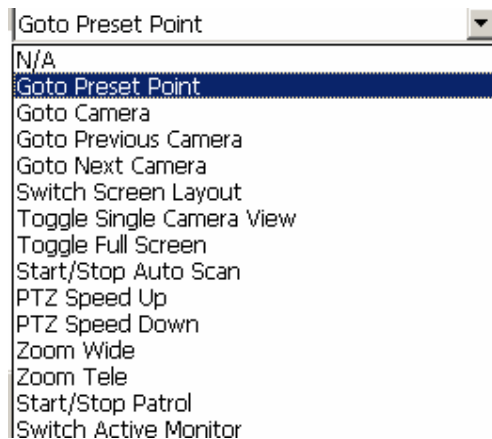 Goto Preset Point
N/A
Goto Preset Point
Goto Camera
Goto Previous Camera
Goto Next Camera
Switch Screen Layout
Toggle Single Camera View
Toggle Full Screen
Start/Stop Auto Scan
PTZ Speed Up
PTZ Speed Down
Zoom Wide
Zoom Tele
Start/Stop Patrol
Switch Active Monitor